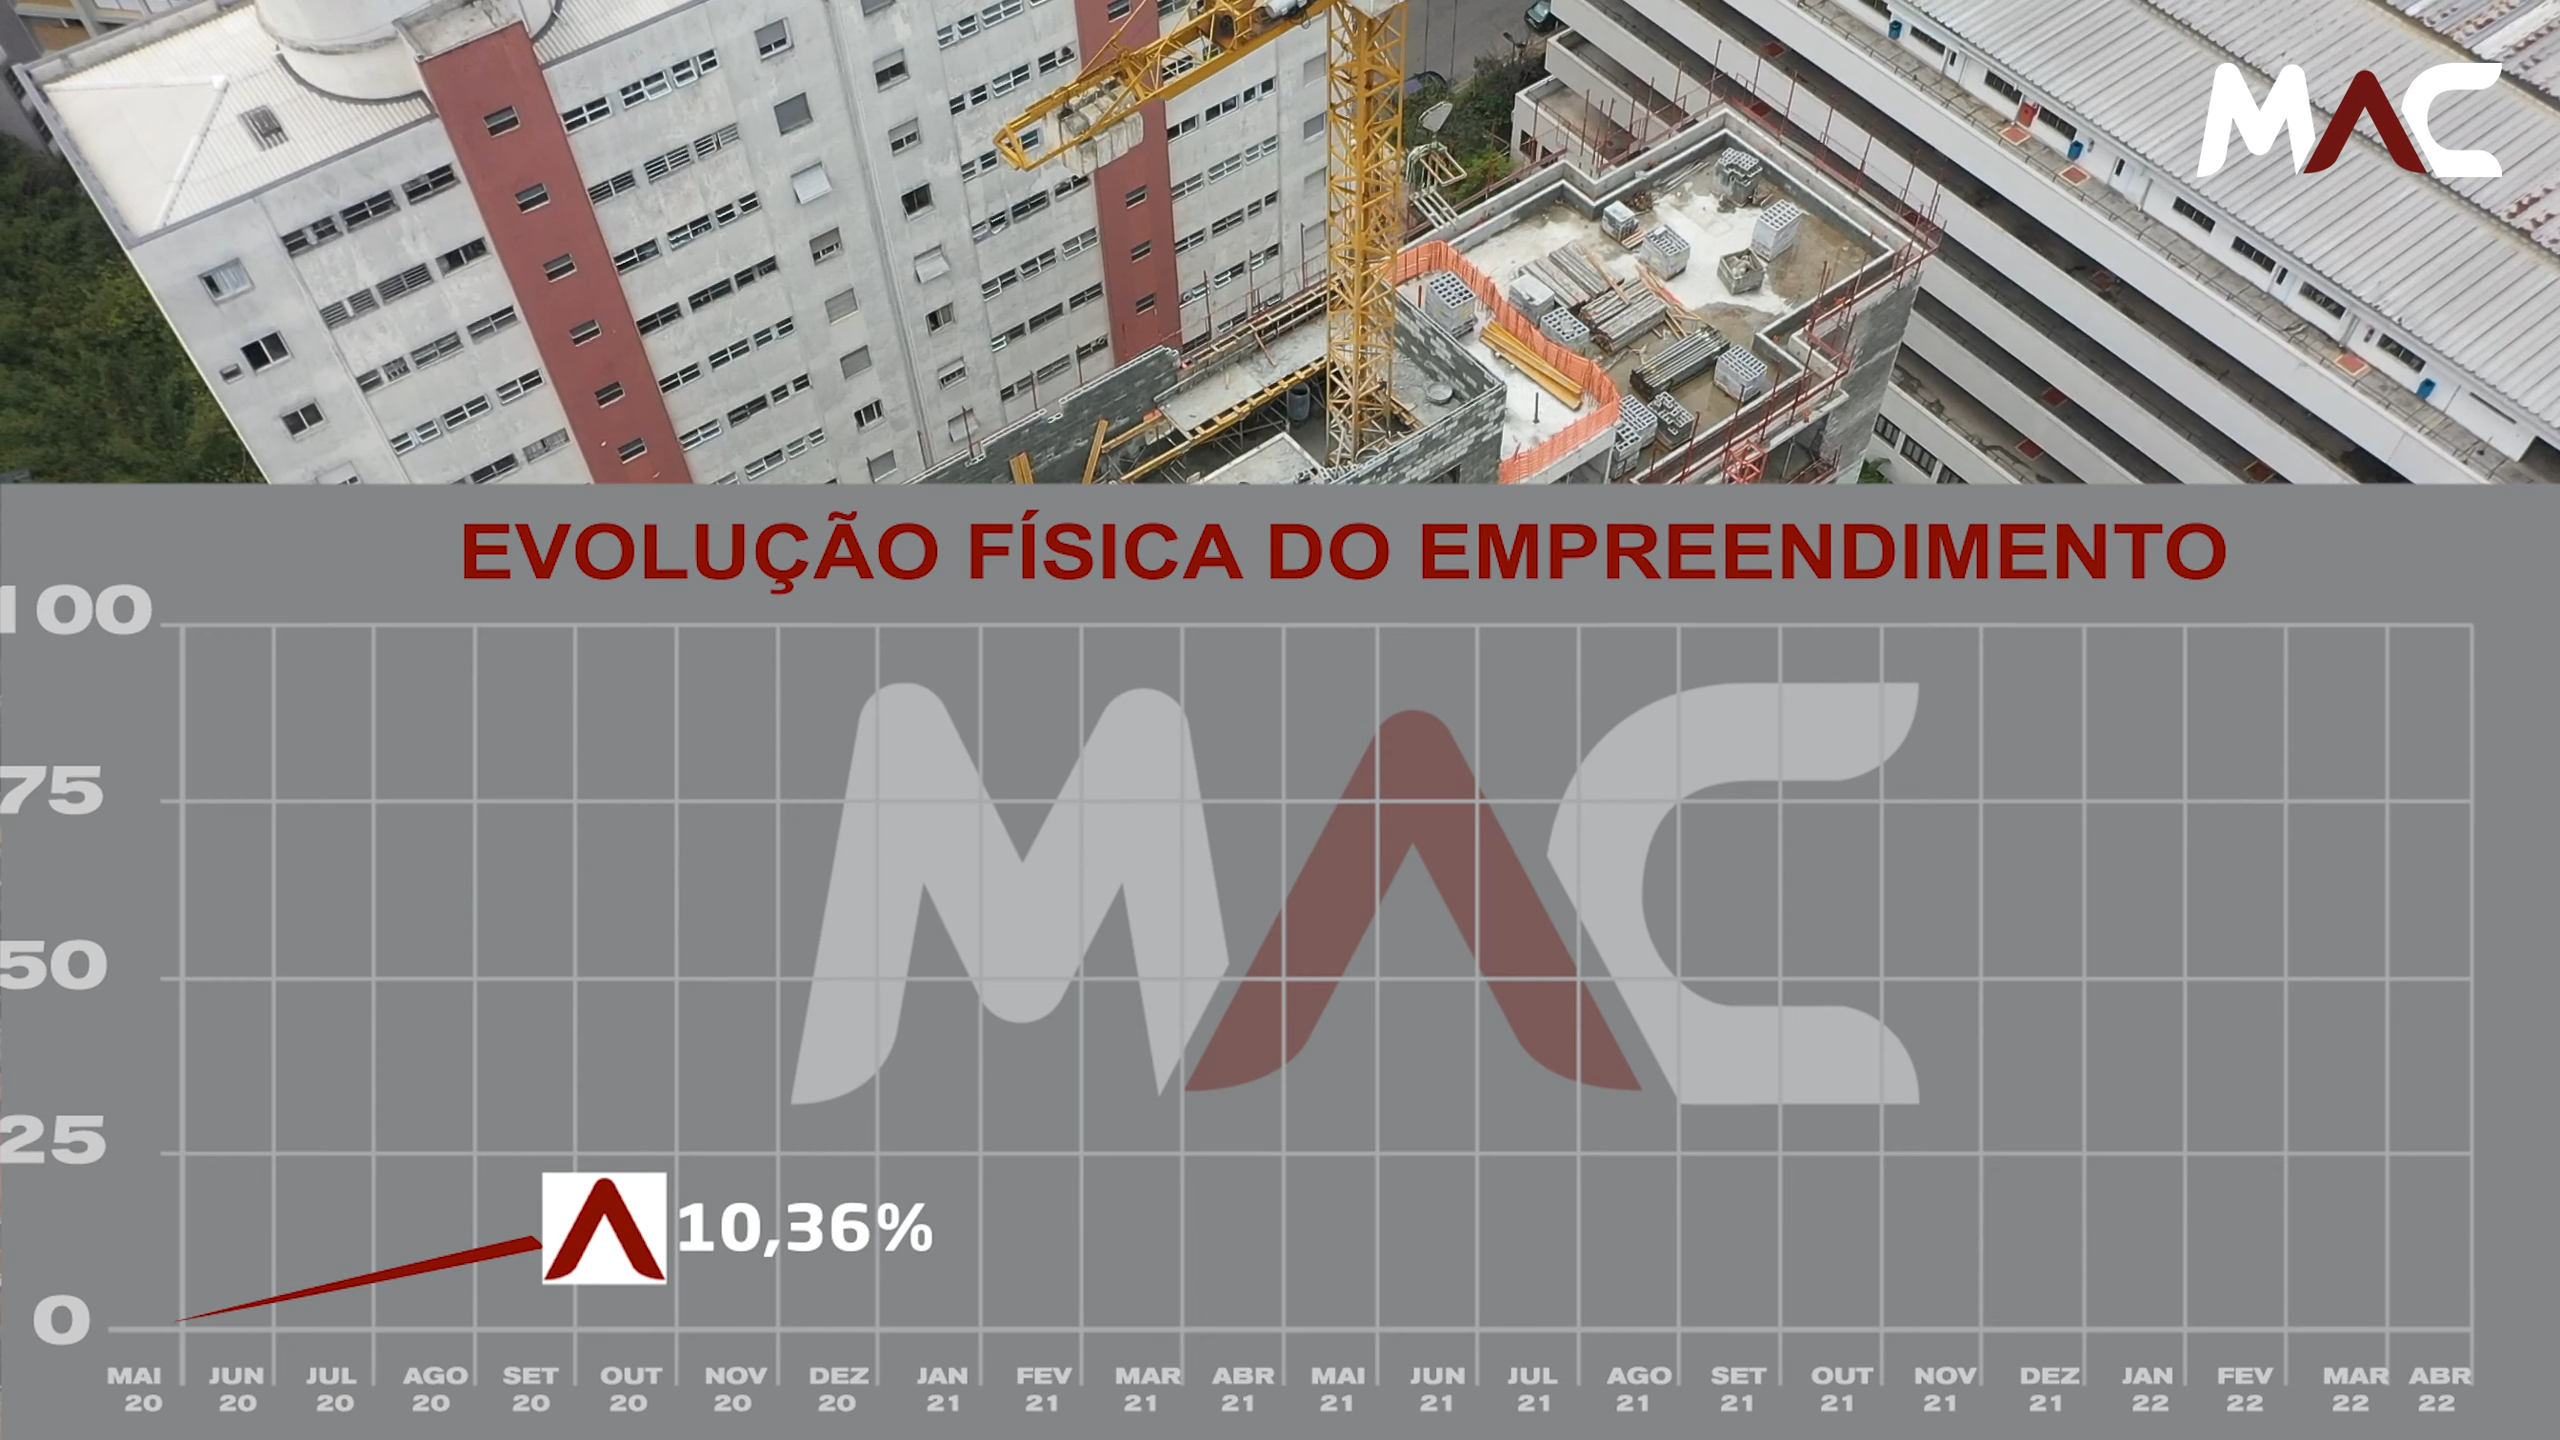 MAC
EVOLUÇÃO FÍSICA DO EMPREENDIMENTO
100
75
50
25
0
MAC
10,36%
MAI JUN JUL AGO SET OUT NOV DEZ JAN FEV MAR ABR MAI JUN JUL AGO SET OUT NOV DEZ JAN FEV MAR ABR
20 20 20 20 20 20 20 20 21 21 21 21 21 21 21 21 21 21 21 21 22 22 22 22